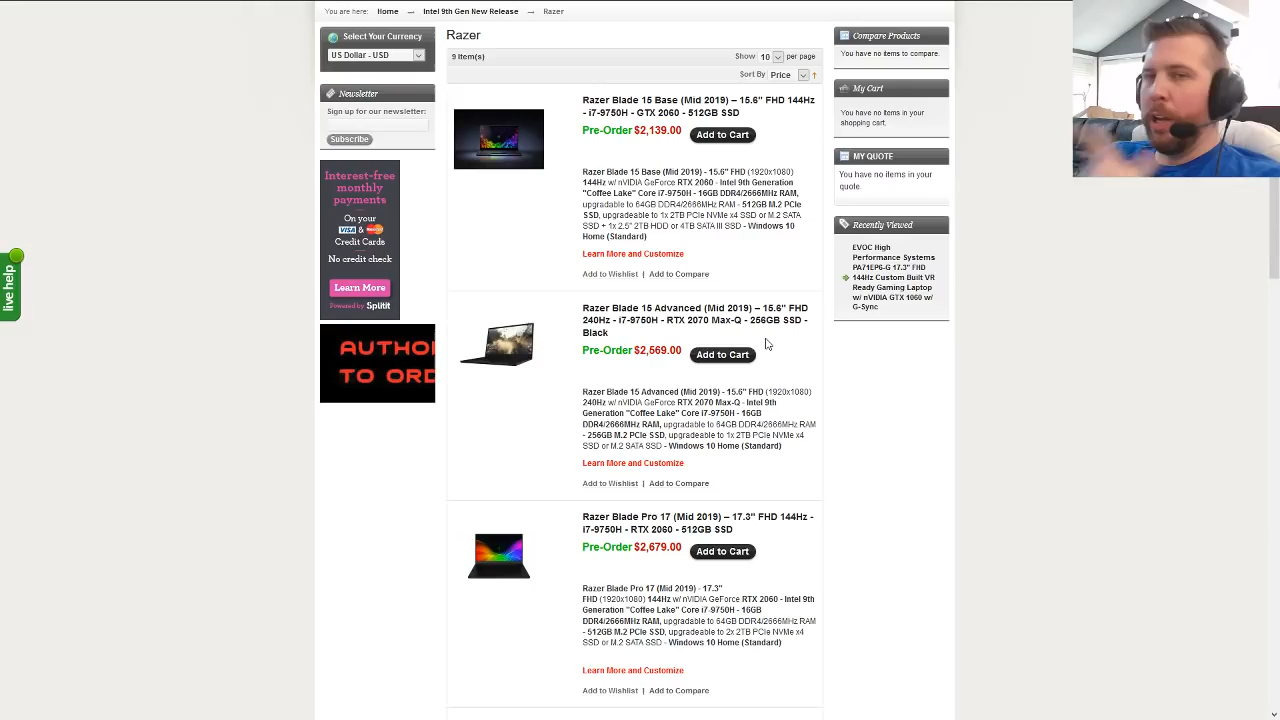 You are here: Home → Intel 9th Gen New Release → Razer
Select Your Currency
US Dollar - USD
Newsletter
Sign up for our newsletter:
Subscribe
Interest-free
monthly
payments
On your
VISA &
Credit Cards
No credit check
Learn More
Powered by Splitit
AUTHO
TO ORD
live help
Razer
9 Item(s)
Show 10 per page
Sort By Price
Razer Blade 15 Base (Mid 2019) – 15.6" FHD 144Hz
- i7-9750H - GTX 2060 - 512GB SSD
Pre-Order $2,139.00 Add to Cart
Razer Blade 15 Base (Mid 2019) - 15.6" FHD (1920x1080)
144Hz w/ nVIDIA GeForce RTX 2060 - Intel 9th Generation
"Coffee Lake" Core i7-9750H - 16GB DDR4/2666MHz RAM,
upgradable to 64GB DDR4/2666MHz RAM - 512GB M.2 PCIe
SSD, upgradeable to 1x 2TB PCIe NVMe x4 SSD or M.2 SATA
SSD + 1x 2.5" 2TB HDD or 4TB SATA III SSD - Windows 10
Home (Standard)
Learn More and Customize
Add to Wishlist | Add to Compare
Razer Blade 15 Advanced (Mid 2019) – 15.6" FHD
240Hz - i7-9750H - RTX 2070 Max-Q - 256GB SSD -
Black
Pre-Order $2,569.00 Add to Cart
Razer Blade 15 Advanced (Mid 2019) - 15.6" FHD (1920x1080)
240Hz w/ nVIDIA GeForce RTX 2070 Max-Q - Intel 9th
Generation "Coffee Lake" Core i7-9750H - 16GB
DDR4/2666MHz RAM, upgradable to 64GB DDR4/2666MHz RAM
- 256GB M.2 PCIe SSD, upgradeable to 1x 2TB PCIe NVMe x4
SSD or M.2 SATA SSD - Windows 10 Home (Standard)
Learn More and Customize
Add to Wishlist | Add to Compare
Razer Blade Pro 17 (Mid 2019) – 17.3" FHD 144Hz -
i7-9750H - RTX 2060 - 512GB SSD
Pre-Order $2,679.00 Add to Cart
Razer Blade Pro 17 (Mid 2019) - 17.3"
FHD (1920x1080) 144Hz w/ nVIDIA GeForce RTX 2060 - Intel 9th
Generation "Coffee Lake" Core i7-9750H - 16GB
DDR4/2666MHz RAM, upgradable to 64GB DDR4/2666MHz RAM
- 512GB M.2 PCIe SSD, upgradeable to 2x 2TB PCIe NVMe x4
SSD or M.2 SATA SSD - Windows 10 Home (Standard)
Learn More and Customize
Add to Wishlist | Add to Compare
Compare Products
You have no items to compare.
My Cart
You have no items in your
shopping cart.
MY QUOTE
You have no items in your
quote.
Recently Viewed
EVOC High
Performance Systems
PA71EP6-G 17.3" FHD
144Hz Custom Built VR
Ready Gaming Laptop
w/ nVIDIA GTX 1060 w/
G-Sync